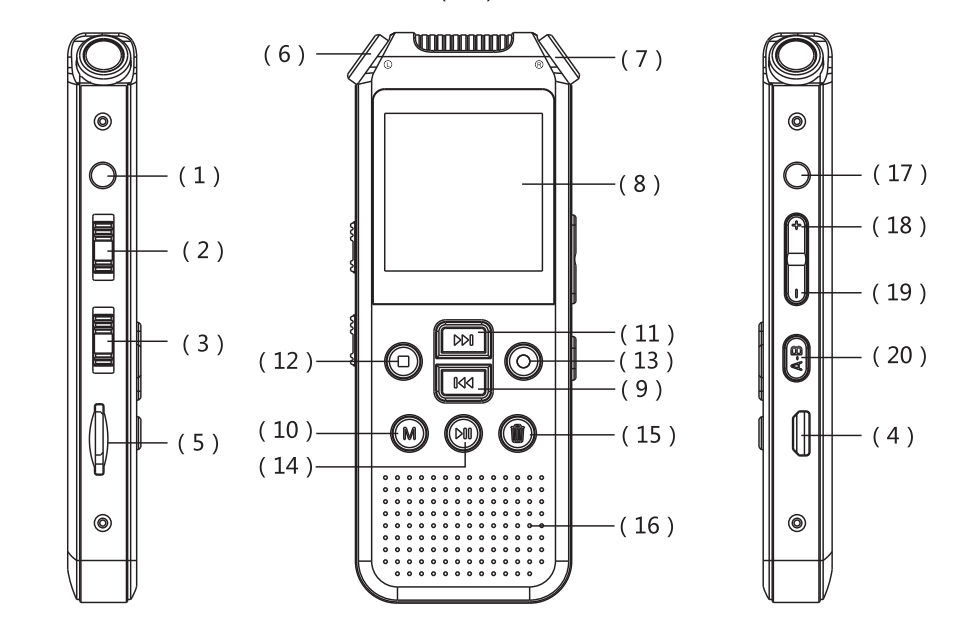 ( 6 )
L
R
( 7 )
( 1 )
( 8 )
( 17 )
( 2 )
+
( 18 )
-
( 19 )
( 3 )
( 11 )
( 12 )
( 13 )
A-B
( 20 )
( 9 )
( 10 )
M
( 15 )
( 5 )
( 4 )
( 14 )
( 16 )